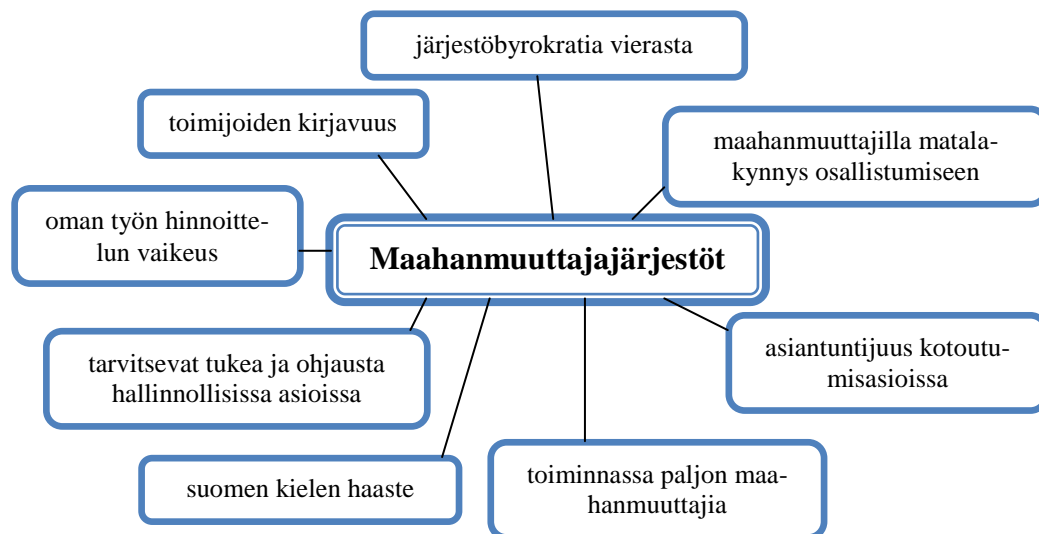 järjestöbyrokratia vierasta
toimijoiden kirjavuus
maahanmuuttajilla matala-
kynnys osallistumiseen
oman työn hinnoitte-
lun vaikeus
Maahanmuuttajajärjestöt
tarvitsevat tukea ja ohjausta
hallinnollisissa asioissa
asiantuntijuus kotoutu-
misasioissa
suomen kielen haaste
toiminnassa paljon maa-
hanmuuttajia